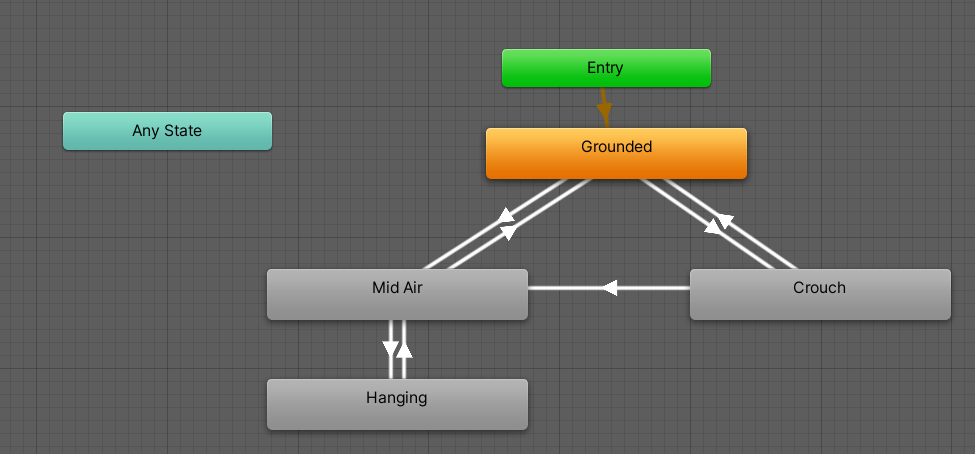 Entry
Any State
Grounded
Mid Air
Crouch
Hanging